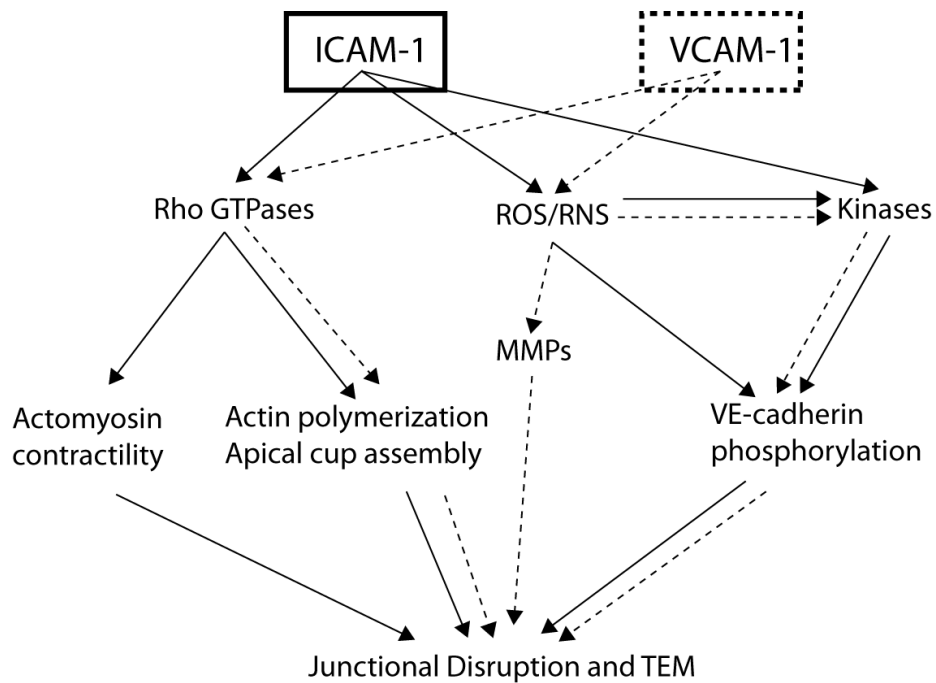 ICAM-1
VCAM-1
Rho GTPases
ROS/RNS
Kinases
MMPs
Actomyosin
contractility
Actin polymerization
Apical cup assembly
VE-cadherin
phosphorylation
Junctional Disruption and TEM